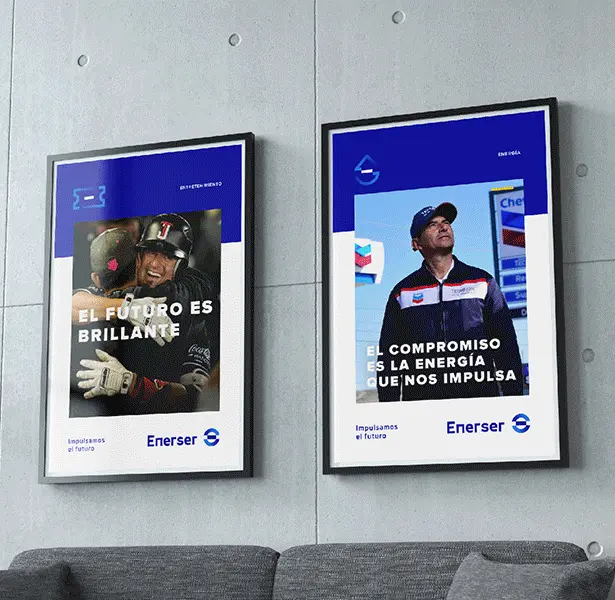 ENTRETENIMIENTO
EL FUTURO ES
BRILLANTE
Impulsamos
el futuro
Enerser
ENERGÍA
Chev
EL COMPROMISO
ES LA ENERGÍA
QUE NOS IMPULSA
Impulsamos
el futuro
Enerser